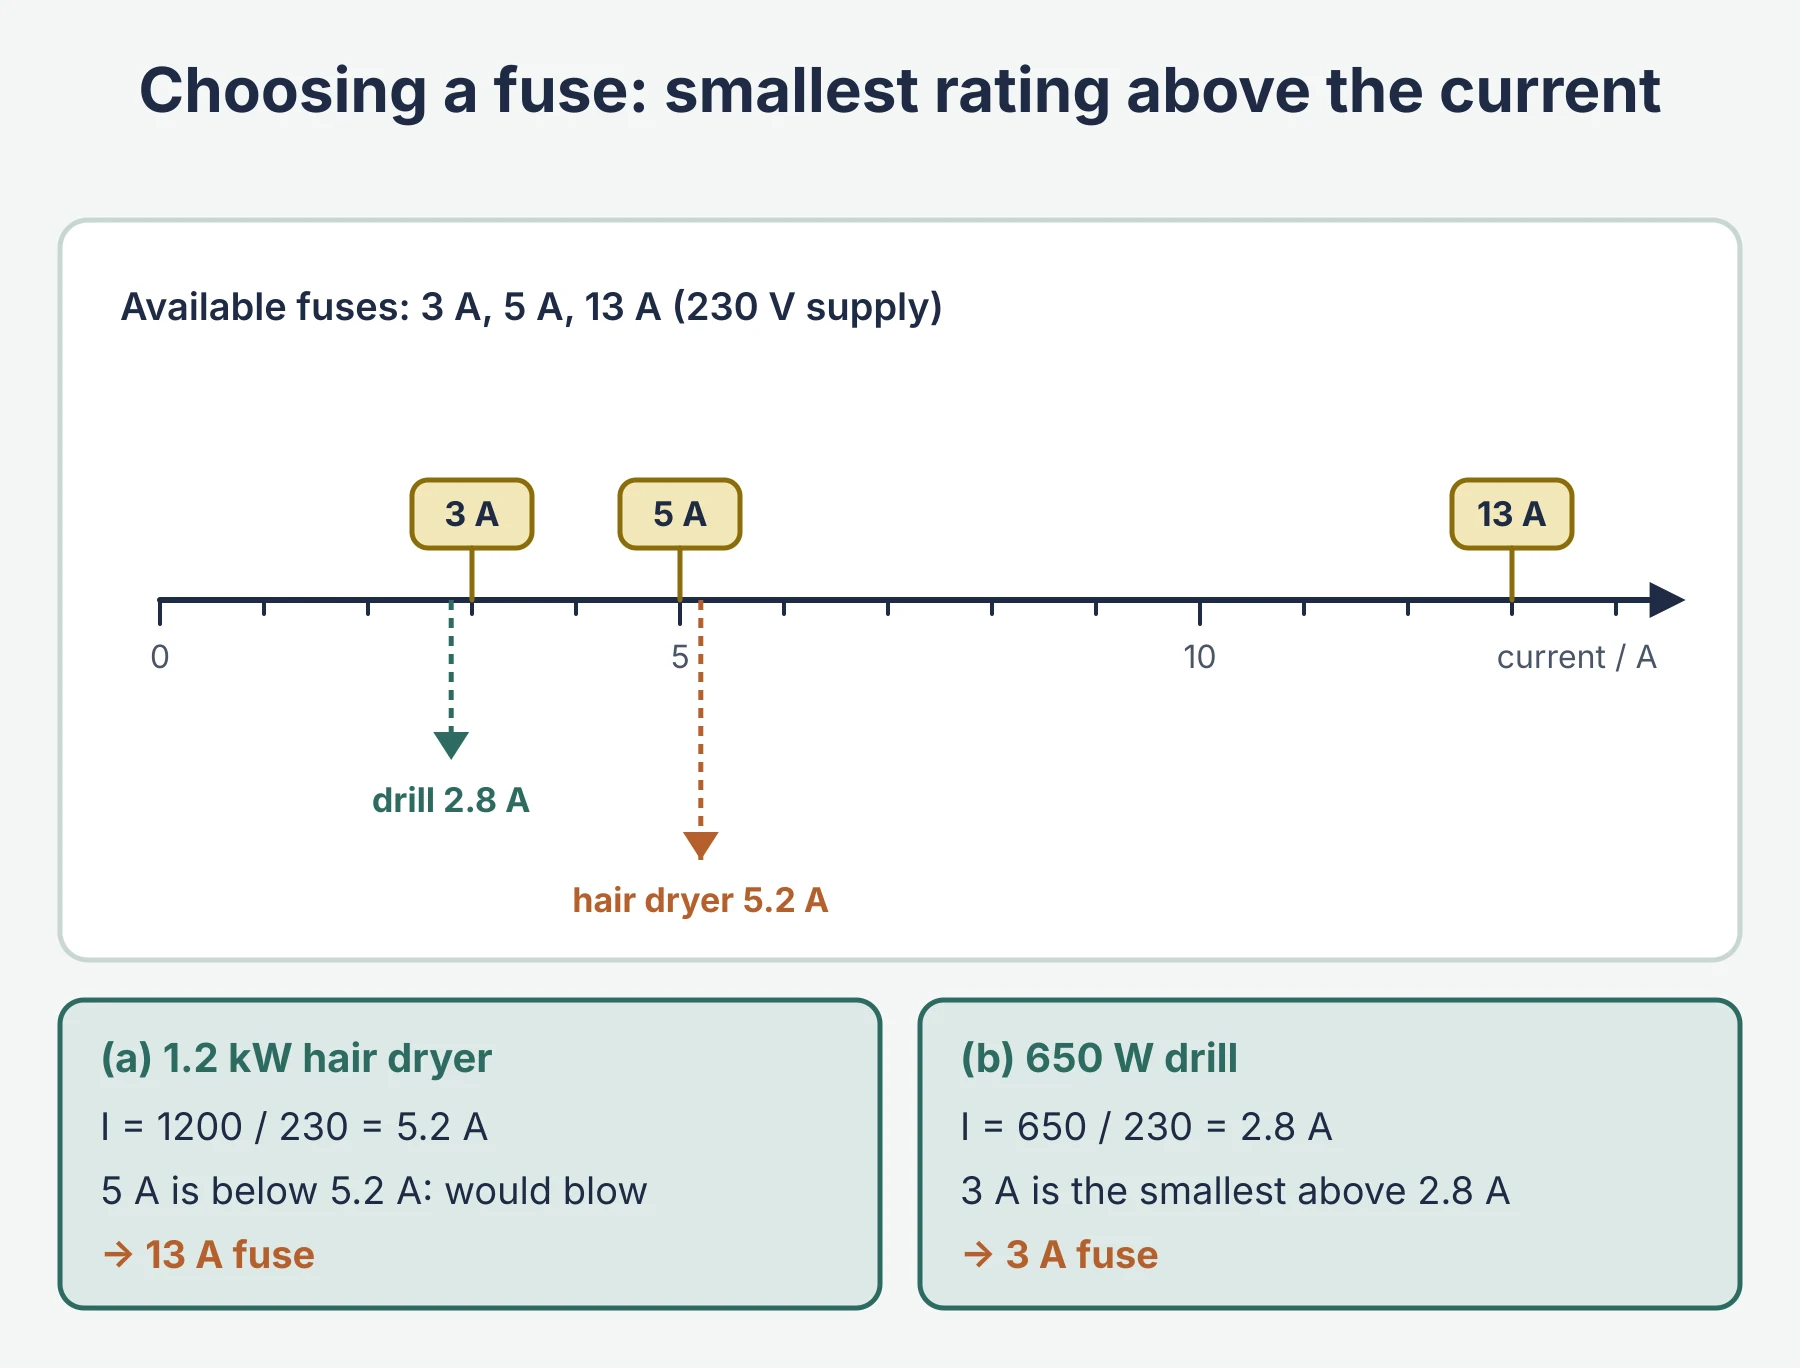 Choosing a fuse: smallest rating above the current
Available fuses: 3 A, 5 A, 13 A (230 V supply)
3 A
5 A
13 A
0
5
10
current / A
drill 2.8 A
hair dryer 5.2 A
(a) 1.2 kW hair dryer
I = 1200 / 230 = 5.2 A
5 A is below 5.2 A: would blow
→ 13 A fuse
(b) 650 W drill
I = 650 / 230 = 2.8 A
3 A is the smallest above 2.8 A
→ 3 A fuse